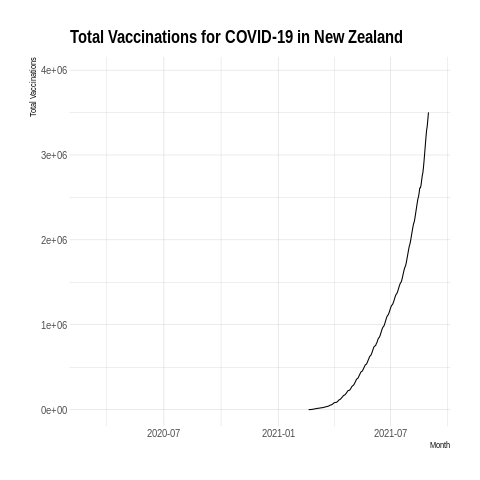 Total Vaccinations for COVID-19 in New Zealand
Total Vaccinations
4e+06
3e+06
2e+06
1e+06
0e+00
2020-07
2021-01
2021-07
Month